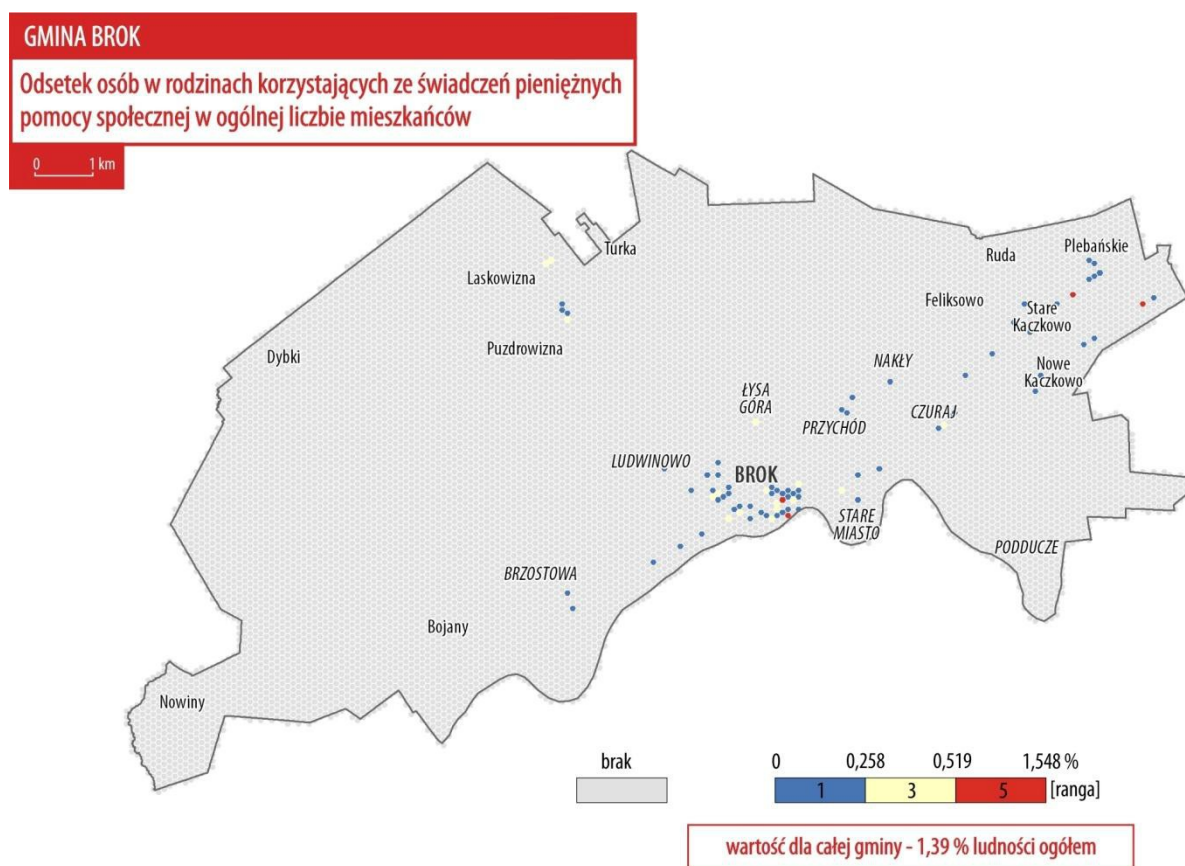 GMINA BROK
Odsetek osób w rodzinach korzystających ze świadczeń pieniężnych
pomocy społecznej w ogólnej liczbie mieszkańców
0 1 km
Turka
Laskowizna
Puzdrowizna
Dybki
Ruda
Plebańskie
Feliksowo
Stare
Kaczkowo
Nowe
Kaczkowo
NAKŁY
ŁYSA
GÓRA
PRZYCHÓD
CZURAJ
LUDWINOWO
BROK
STARE
MIASTO
PODDUCZE
BRZOSTOWA
Bojany
Nowiny
brak
0 0,258 0,519 1,548 %
1 3 5 [ranga]
wartość dla całej gminy - 1,39 % ludności ogółem